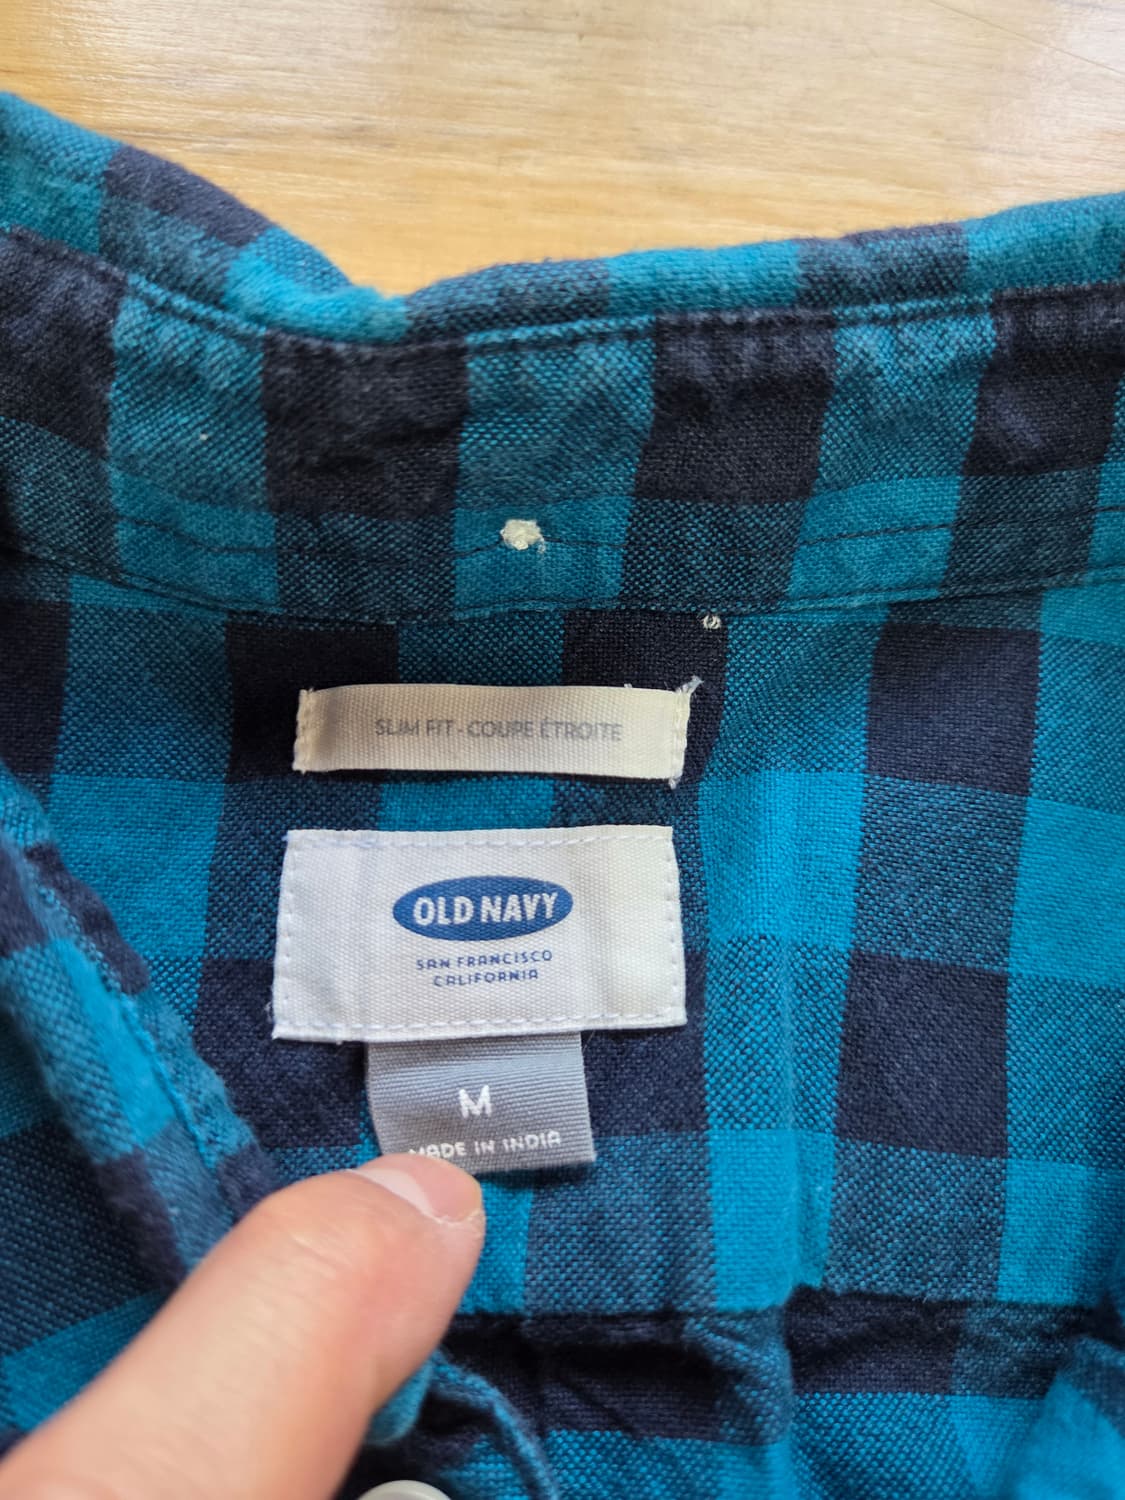 SLIM FIT - COUPE ÉTROITE
OLD NAVY
SAN FRANCISCO
CALIFORNIA
M
MADE IN INDIA